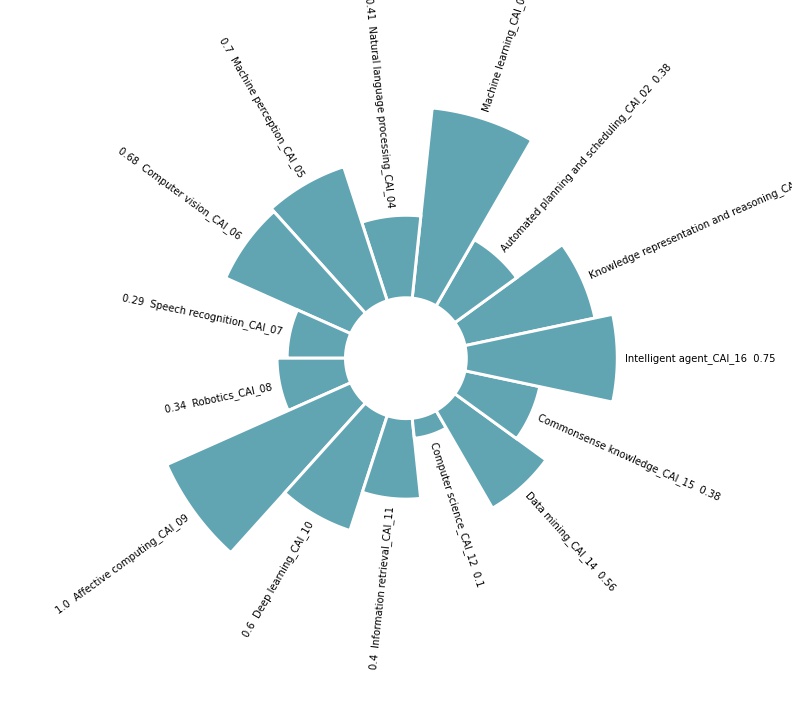 0.41 Natural language processing_CAI_04
Machine learning_CAI_0
0.7 Machine perception_CAI_05
Automated planning and scheduling_CAI_02 0.38
0.68 Computer vision_CAI_06
Knowledge representation and reasoning_CA
0.29 Speech recognition_CAI_07
Intelligent agent_CAI_16 0.75
0.34 Robotics_CAI_08
Commonsense knowledge_CAI_15 0.38
1.0 Affective computing_CAI_09
Data mining_CAI_14 0.56
0.6 Deep learning_CAI_10
Computer science_CAI_12 0.1
0.4 Information retrieval_CAI_11